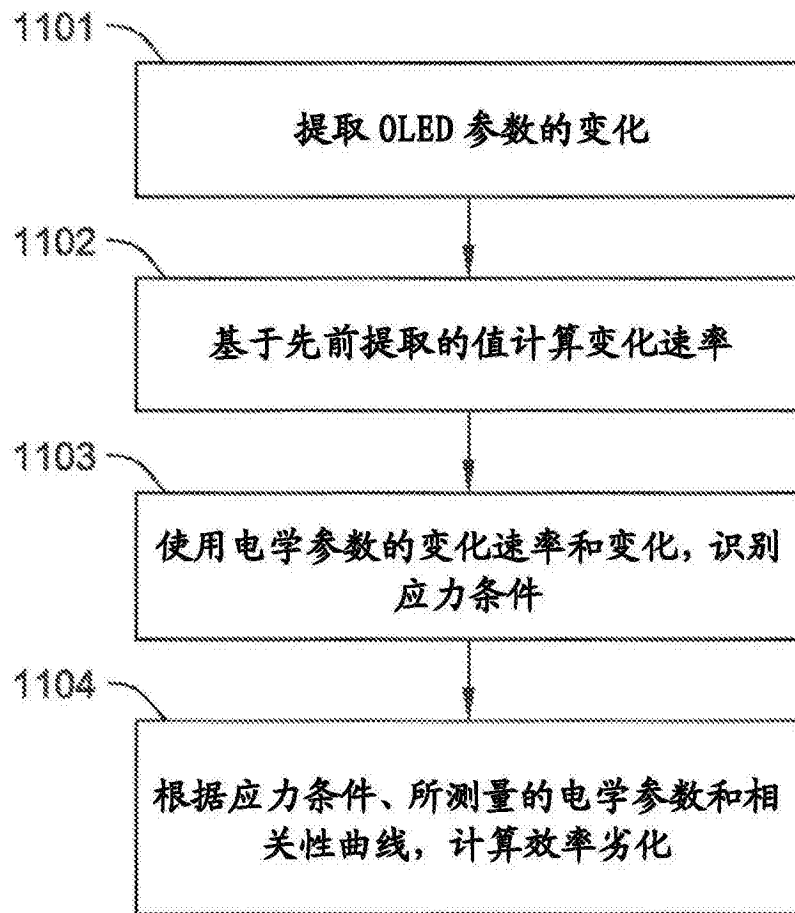 1101
提取 OLED 参数的变化
1102
基于先前提取的值计算变化速率
1103
使用电学参数的变化速率和变化，识别
应力条件
1104
根据应力条件、所测量的电学参数和相
关性曲线，计算效率劣化